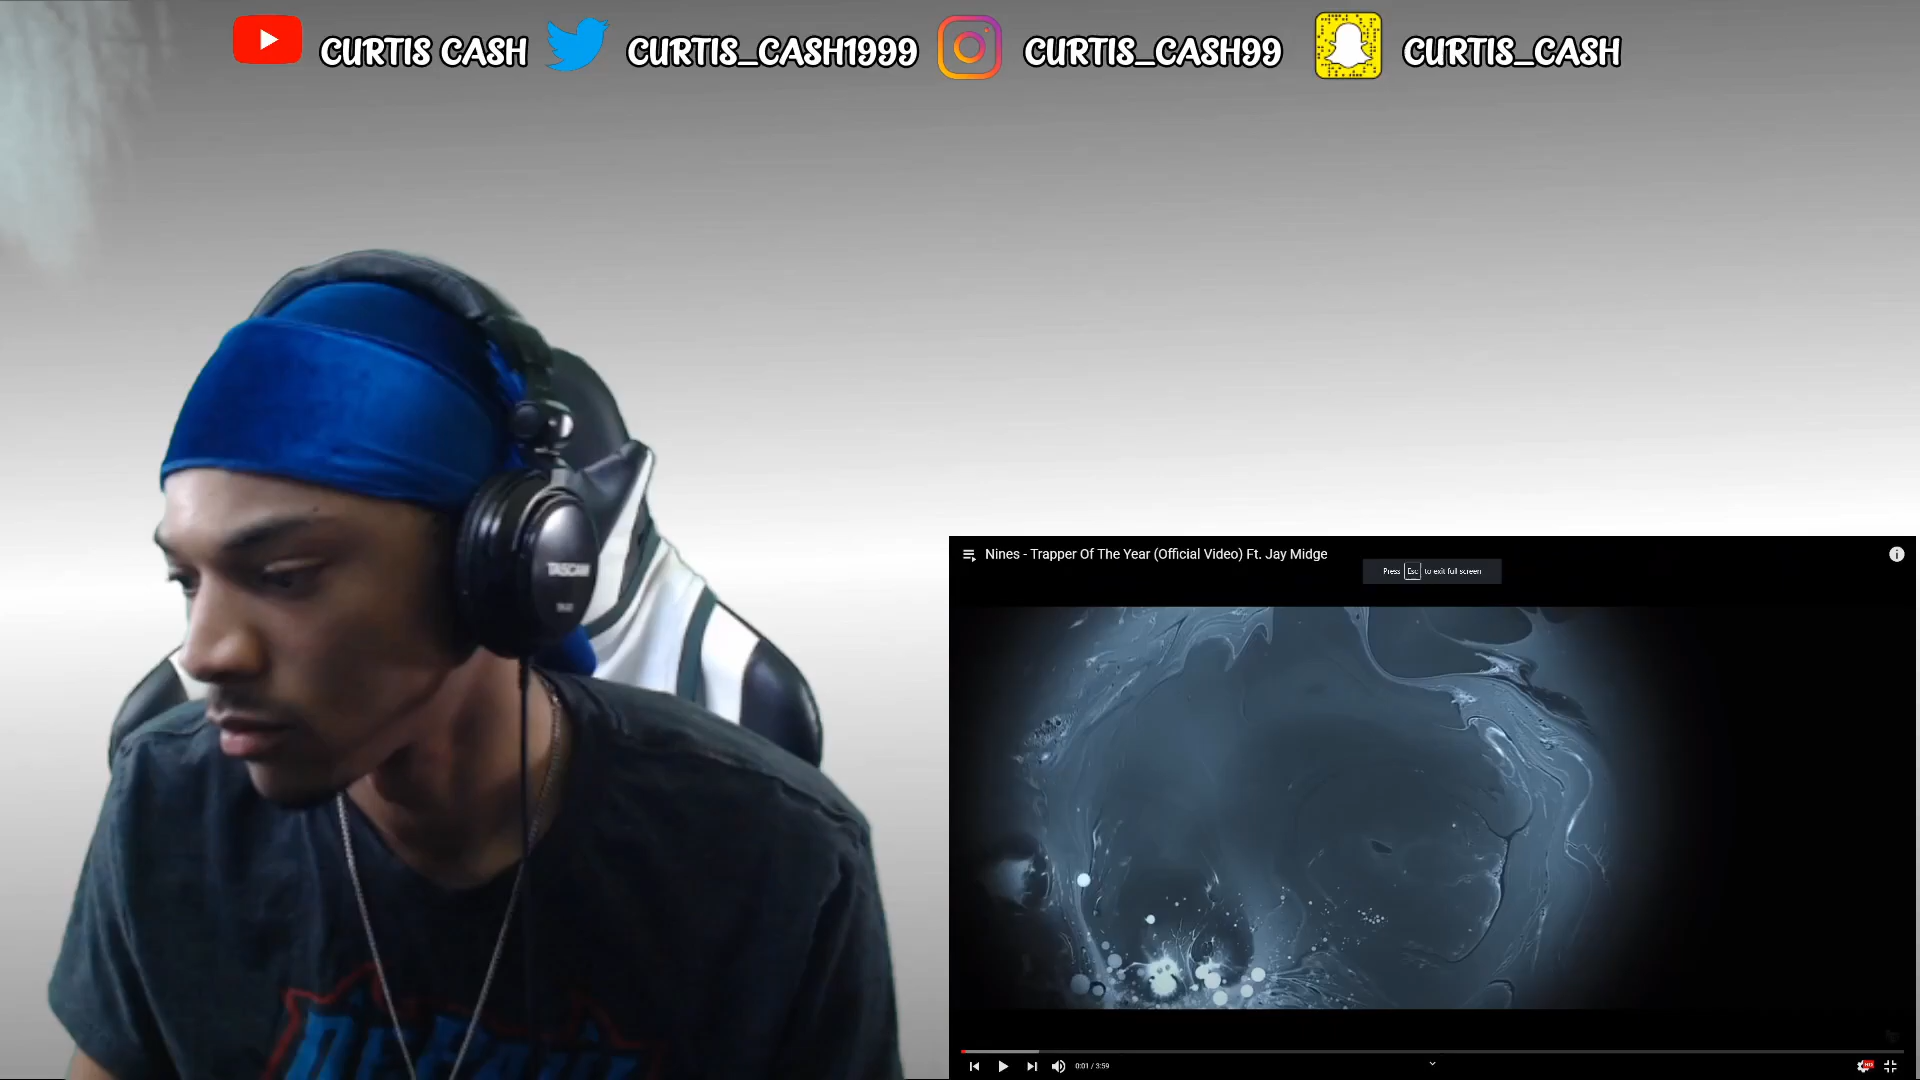 CURTIS CASH CURTIS_CASH1999 CURTIS_CASH99 CURTIS_CASH
Nines - Trapper Of The Year (Official Video) Ft. Jay Midge
Press Esc to exit full screen
TASCAM
0:01 / 3:59